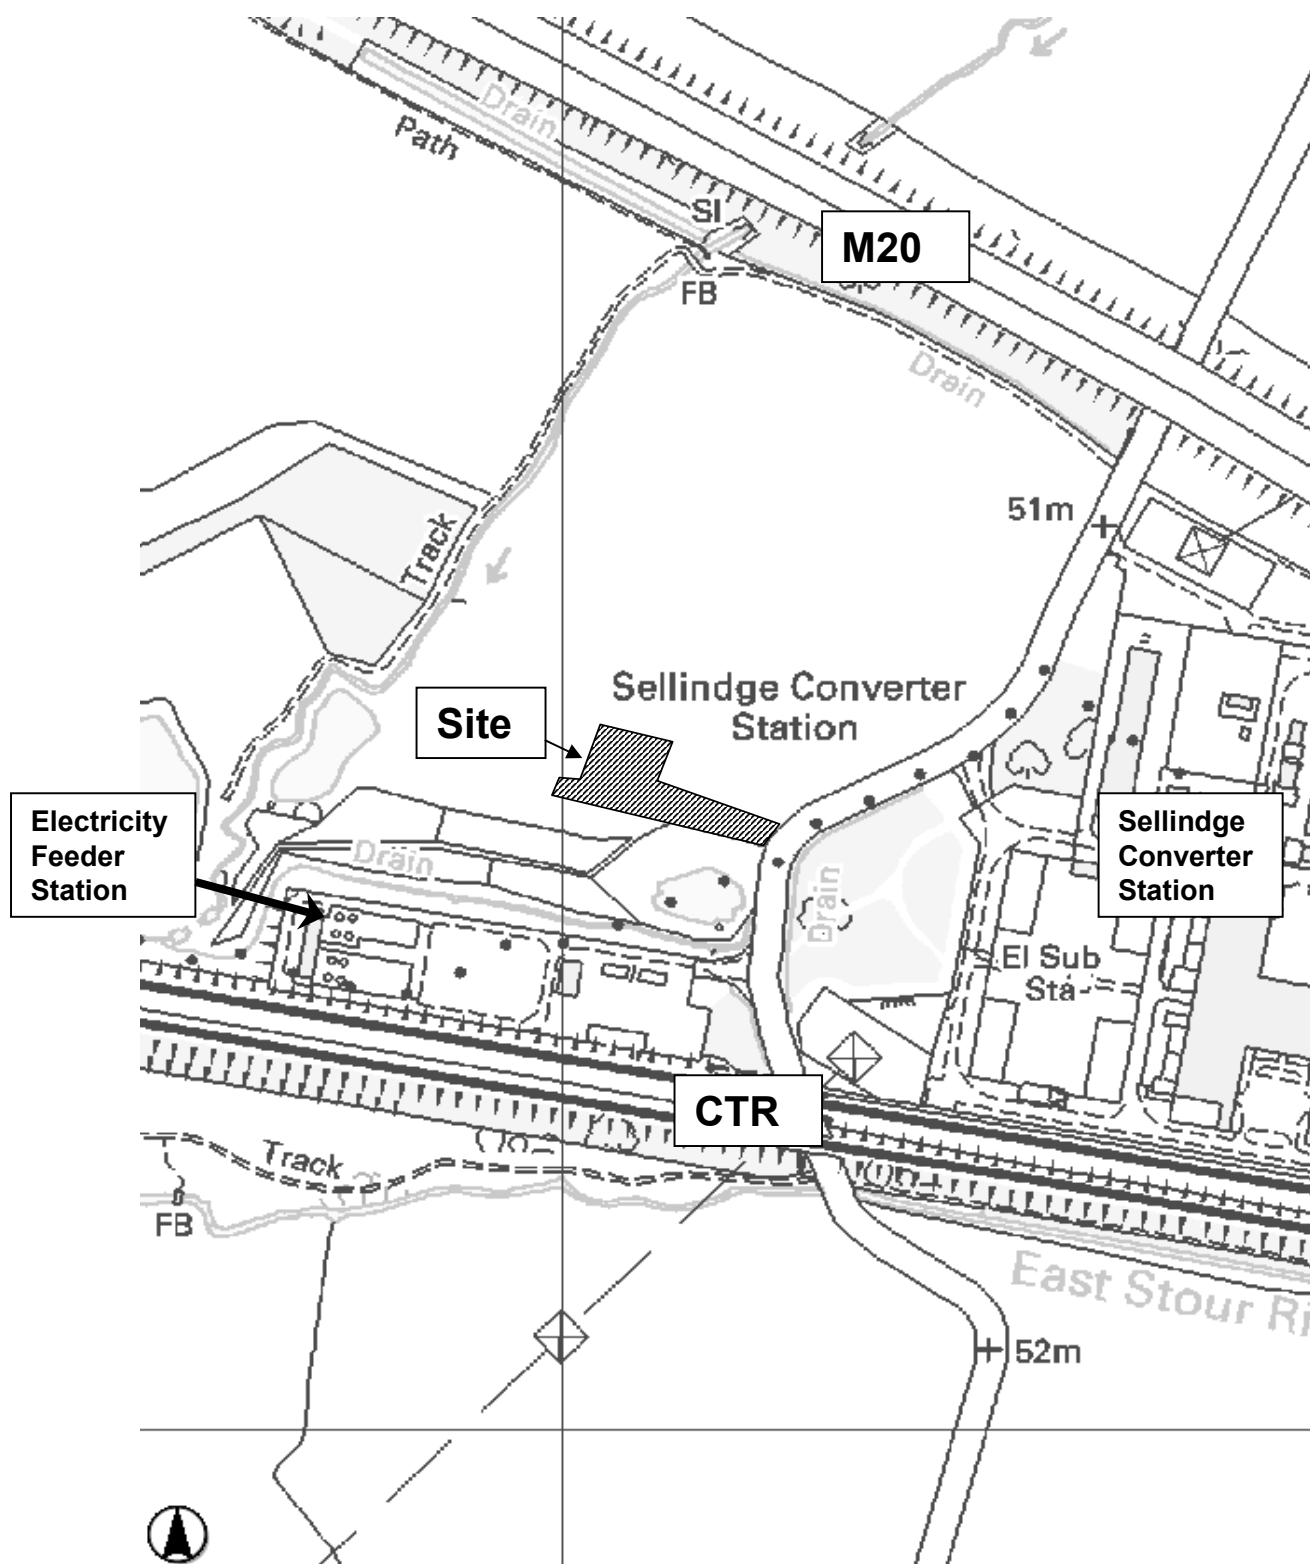 Drain
Path
Sl
M20
FB
Drain
51m
Track
Sellindge Converter
Station
Site
Electricity
Feeder
Station
Sellindge
Converter
Station
Drain
Drain
El Sub
Sta
CTR
Track
FB
East Stour Ri
52m